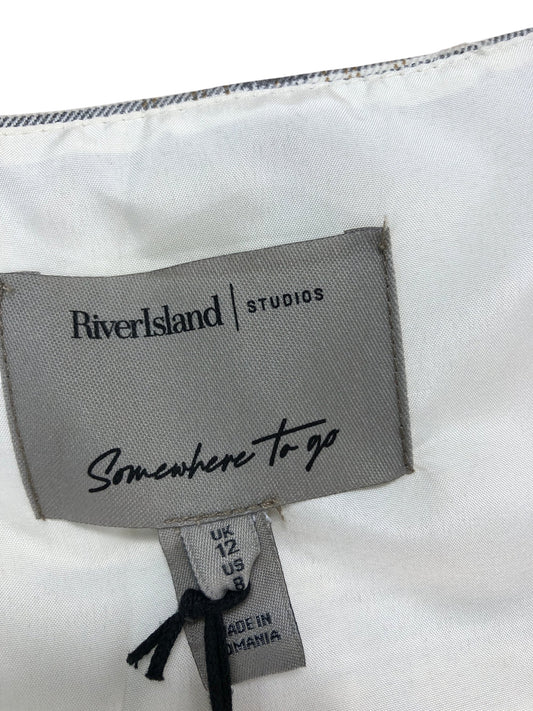 RiverIsland | STUDIOS
Somewhere to go
UK
12
US
8
MADE IN
ROMANIA